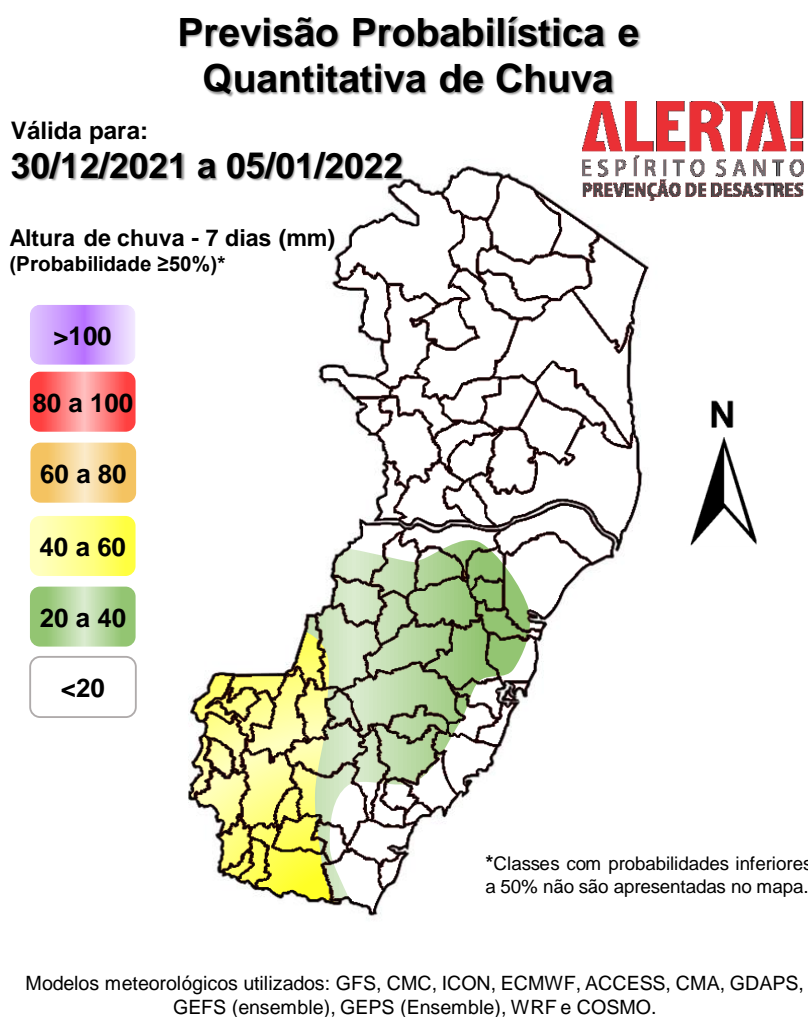 Previsão Probabilística e
Quantitativa de Chuva
Válida para:
30/12/2021 a 05/01/2022
ALERTA!
ESPÍRITO SANTO
PREVENÇÃO DE DESASTRES
Altura de chuva - 7 dias (mm)
(Probabilidade ≥50%)*
>100
80 a 100
60 a 80
40 a 60
20 a 40
<20
N
*Classes com probabilidades inferiores
a 50% não são apresentadas no mapa.
Modelos meteorológicos utilizados: GFS, CMC, ICON, ECMWF, ACCESS, CMA, GDAPS,
GEFS (ensemble), GEPS (Ensemble), WRF e COSMO.